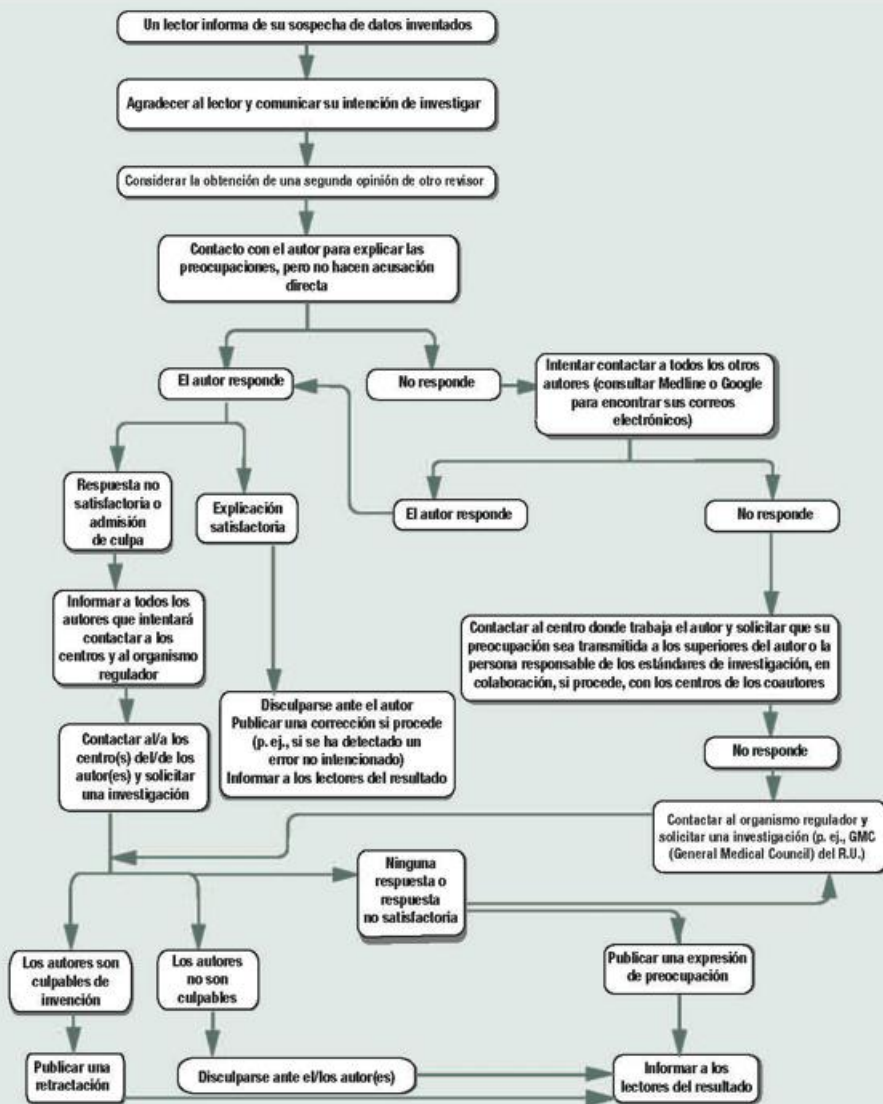 Un lector informa de su sospecha de datos inventados
Agradecer al lector y comunicar su intención de investigar
Considerar la obtención de una segunda opinión de otro revisor
Contacto con el autor para explicar las
preocupaciones, pero no hacen acusación
directa
El autor responde
No responde
Intentar contactar a todos los otros
autores (consultar Medline o Google
para encontrar sus correos
electrónicos)
Respuesta no
satisfactoria o
admisión
de culpa
Explicación
satisfactoria
El autor responde
No responde
Informar a todos los
autores que intentará
contactar a los
centros y al organismo
regulador
Contactar al centro donde trabaja el autor y solicitar que su
preocupación sea transmitida a los superiores del autor o la
persona responsable de los estándares de investigación, en
colaboración, si procede, con los centros de los coautores
Disculparse ante el autor
Publicar una corrección si procede
(p. ej., si se ha detectado un
error no intencionado)
Informar a los lectores del resultado
Contactar al/a los
centro(s) del/de los
autor(es) y solicitar
una investigación
No responde
Contactar al organismo regulador y
solicitar una investigación (p. ej., GMC
(General Medical Council) del R.U.)
Ninguna
respuesta o
respuesta
no satisfactoria
Los autores son
culpables de
invención
Los autores
no son
culpables
Publicar una expresión
de preocupación
Publicar una
retractación
Disculparse ante el/los autor(es)
Informar a los
lectores del resultado